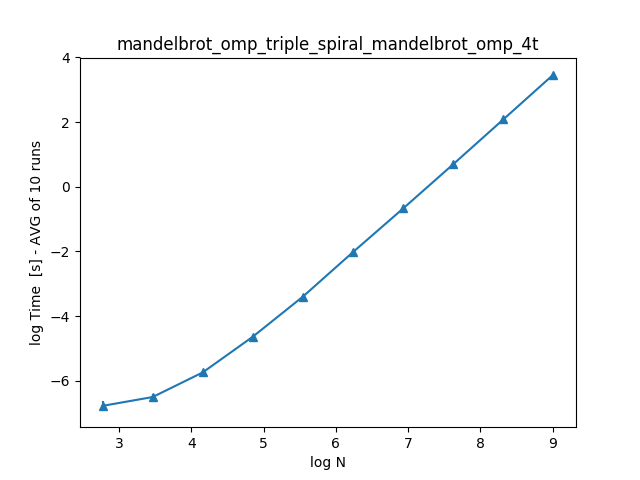 mandelbrot_omp_triple_spiral_mandelbrot_omp_4t
log Time  [s] - AVG of 10 runs
4
2
0
−2
−4
−6
3 4 5 6 7 8 9
log N